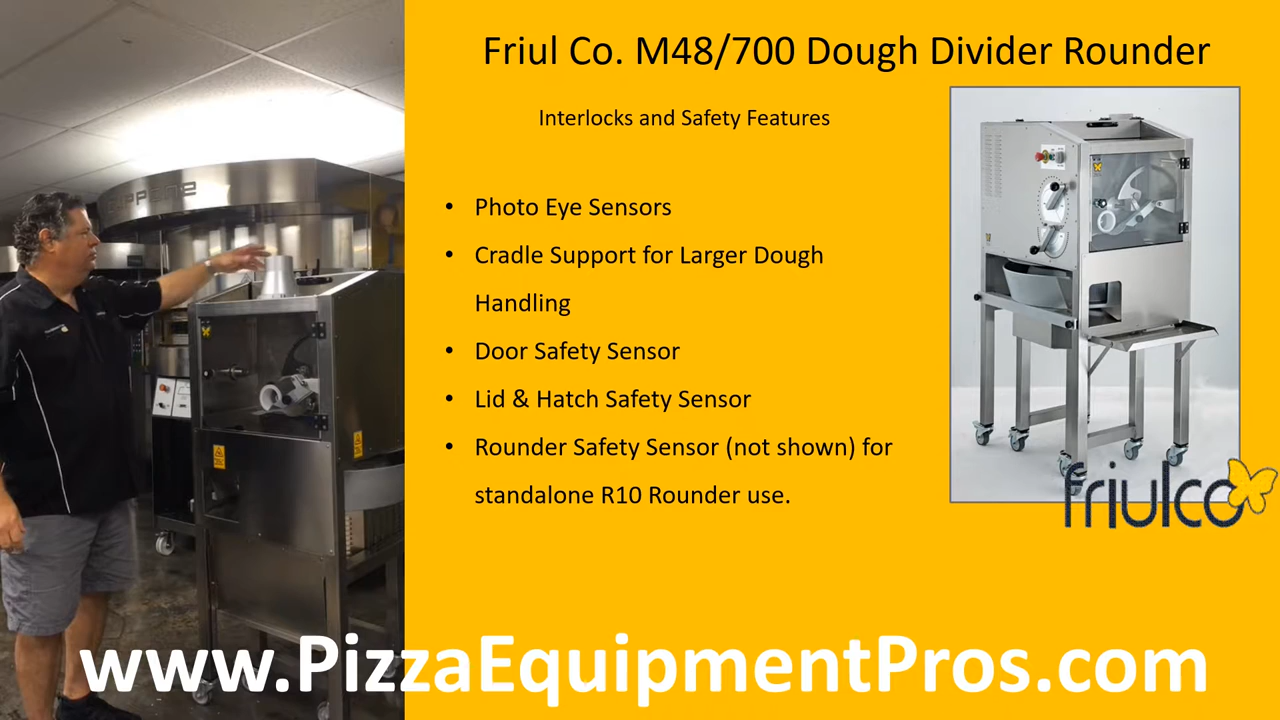 Friul Co. M48/700 Dough Divider Rounder
Interlocks and Safety Features
• Photo Eye Sensors
• Cradle Support for Larger Dough
Handling
• Door Safety Sensor
• Lid & Hatch Safety Sensor
• Rounder Safety Sensor (not shown) for
standalone R10 Rounder use.
friulco
www.PizzaEquipmentPros.com